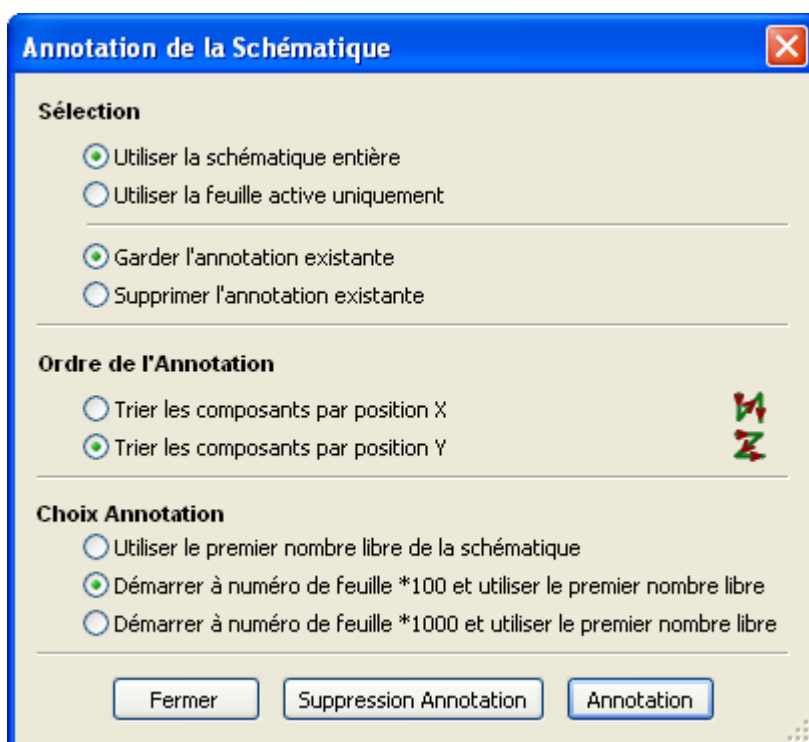 Annotation de la Schématique
Sélection
Utiliser la schématique entière
Utiliser la feuille active uniquement
Garder l'annotation existante
Supprimer l'annotation existante
Ordre de l'Annotation
Trier les composants par position X
Trier les composants par position Y
Choix Annotation
Utiliser le premier nombre libre de la schématique
Démarrer à numéro de feuille *100 et utiliser le premier nombre libre
Démarrer à numéro de feuille *1000 et utiliser le premier nombre libre
Fermer Suppression Annotation Annotation